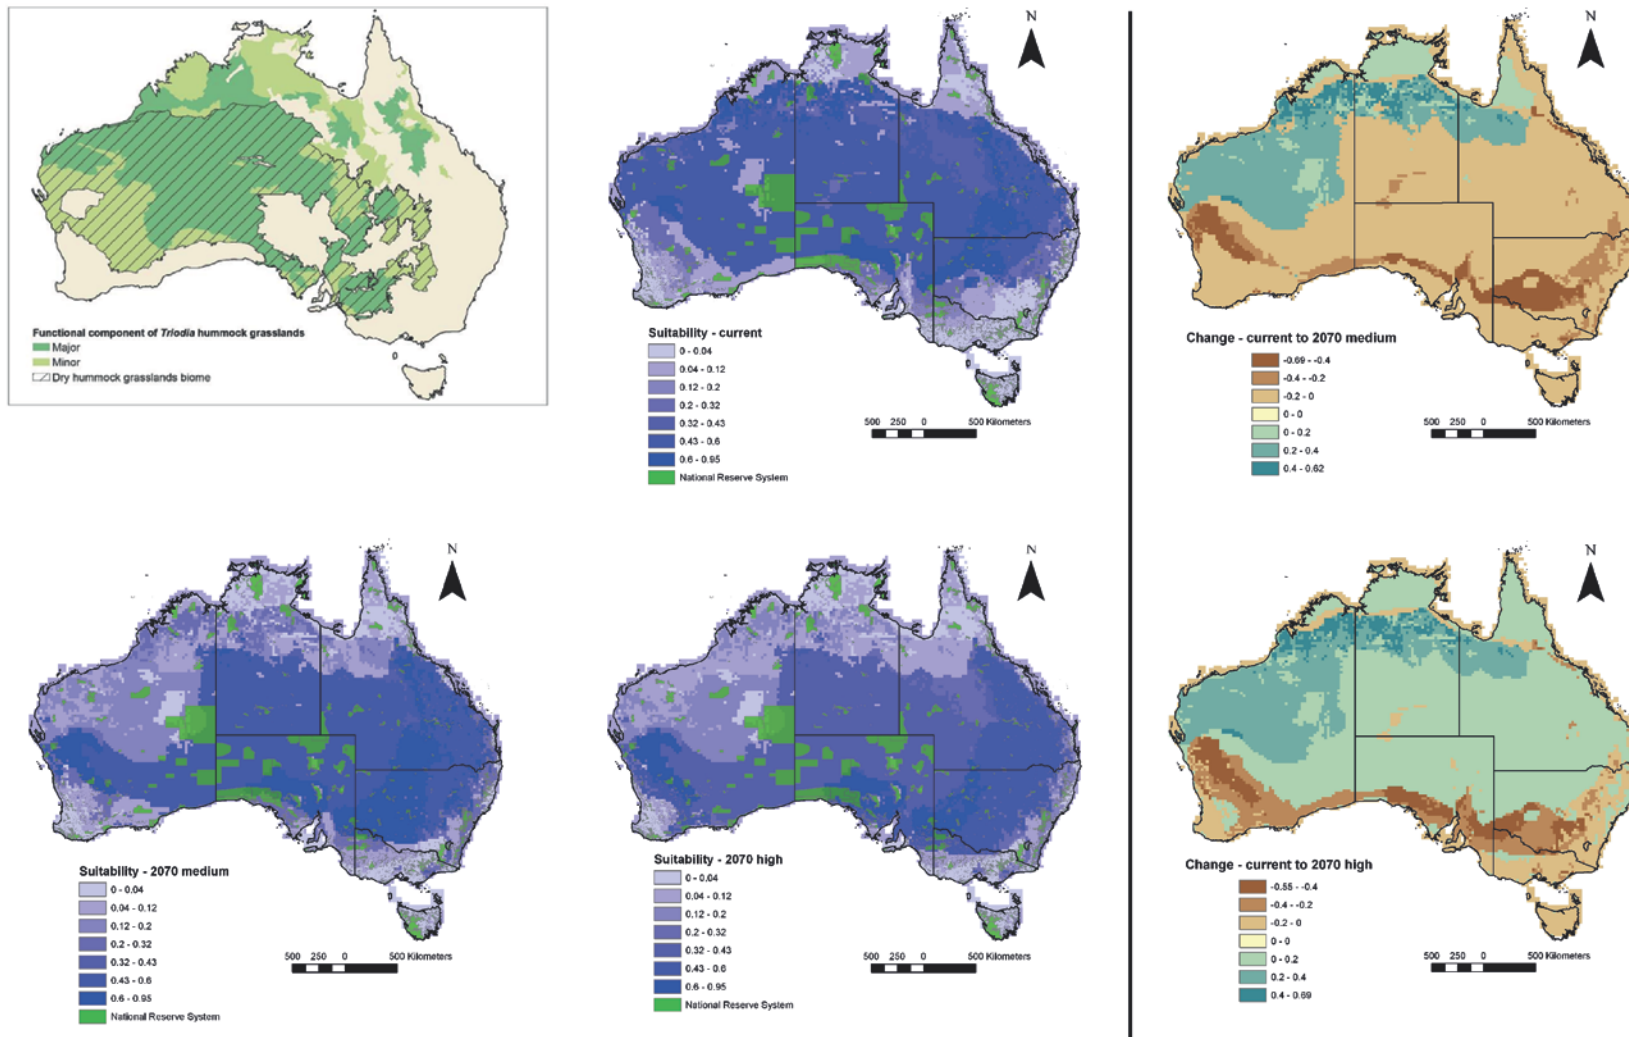 Functional component of Triodia hummock grasslands
Major
Minor
Dry hummock grasslands biome
N
Suitability - current
0 - 0.04
0.04 - 0.12
0.12 - 0.2
0.2 - 0.32
0.32 - 0.43
0.43 - 0.6
0.6 - 0.95
National Reserve System
500 250 0 500 Kilometers
N
Change - current to 2070 medium
-0.69 - -0.4
-0.4 - -0.2
-0.2 - 0
0 - 0
0 - 0.2
0.2 - 0.4
0.4 - 0.62
500 250 0 500 Kilometers
N
Suitability - 2070 medium
0 - 0.04
0.04 - 0.12
0.12 - 0.2
0.2 - 0.32
0.32 - 0.43
0.43 - 0.6
0.6 - 0.95
National Reserve System
500 250 0 500 Kilometers
N
Suitability - 2070 high
0 - 0.04
0.04 - 0.12
0.12 - 0.2
0.2 - 0.32
0.32 - 0.43
0.43 - 0.6
0.6 - 0.95
National Reserve System
500 250 0 500 Kilometers
N
Change - current to 2070 high
-0.55 - -0.4
-0.4 - -0.2
-0.2 - 0
0 - 0
0 - 0.2
0.2 - 0.4
0.4 - 0.69
500 250 0 500 Kilometers